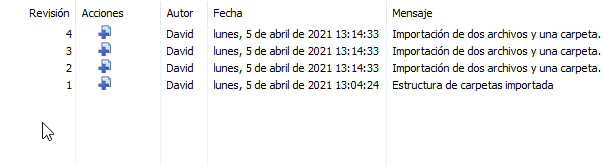 Revisión Acciones Autor Fecha Mensaje
4 David lunes, 5 de abril de 2021 13:14:33 Importación de dos archivos y una carpeta.
3 David lunes, 5 de abril de 2021 13:14:33 Importación de dos archivos y una carpeta.
2 David lunes, 5 de abril de 2021 13:14:33 Importación de dos archivos y una carpeta.
1 David lunes, 5 de abril de 2021 13:04:24 Estructura de carpetas importada